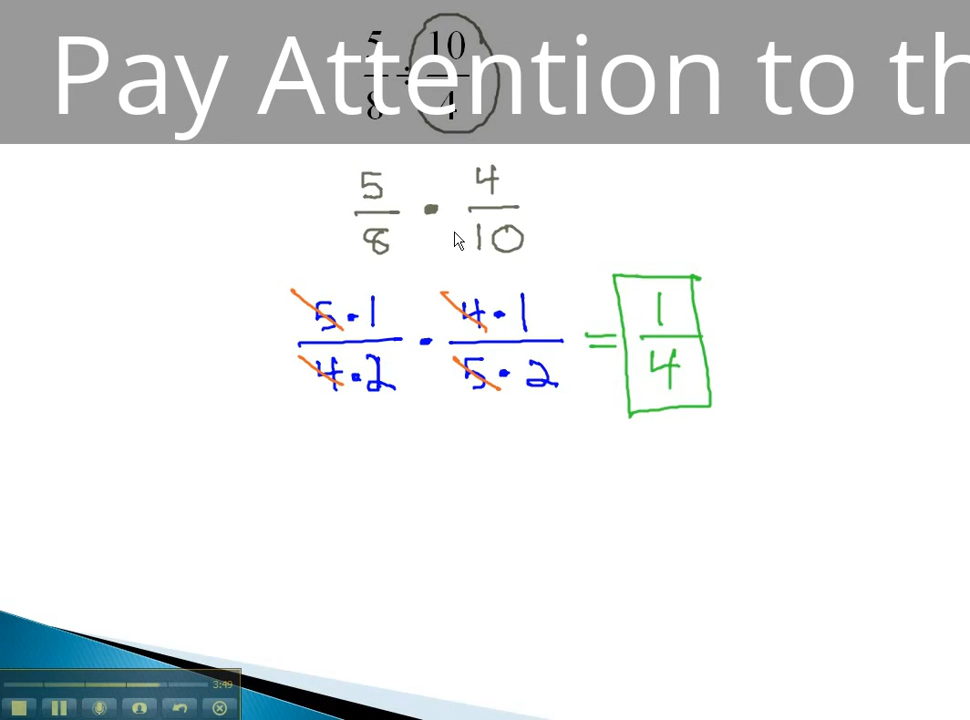 Pay Attention to th
5/8 ÷ 10/4
5/8 · 4/10
5·1/4·2 · 4·1/5·2 = 1/4
3:49